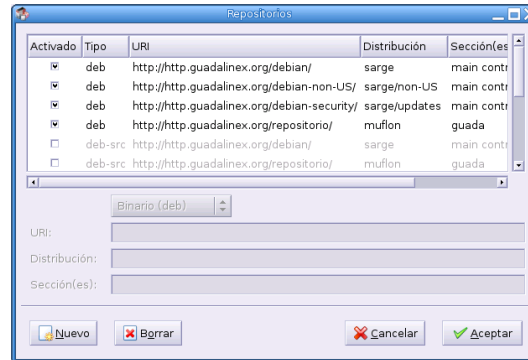 Repositorios
Activado Tipo URI Distribución Sección(es
deb http://http.guadalinex.org/debian/ sarge main contr
deb http://http.guadalinex.org/debian-non-US/ sarge/non-US main contr
deb http://http.guadalinex.org/debian-security/ sarge/updates main contr
deb http://http.guadalinex.org/repositorio/ muflon guada
deb-src http://http.guadalinex.org/debian/ sarge main contr
deb-src http://http.guadalinex.org/repositorio/ muflon guada
Binario (deb)
URI:
Distribución:
Sección(es):
Nuevo Borrar Cancelar Aceptar